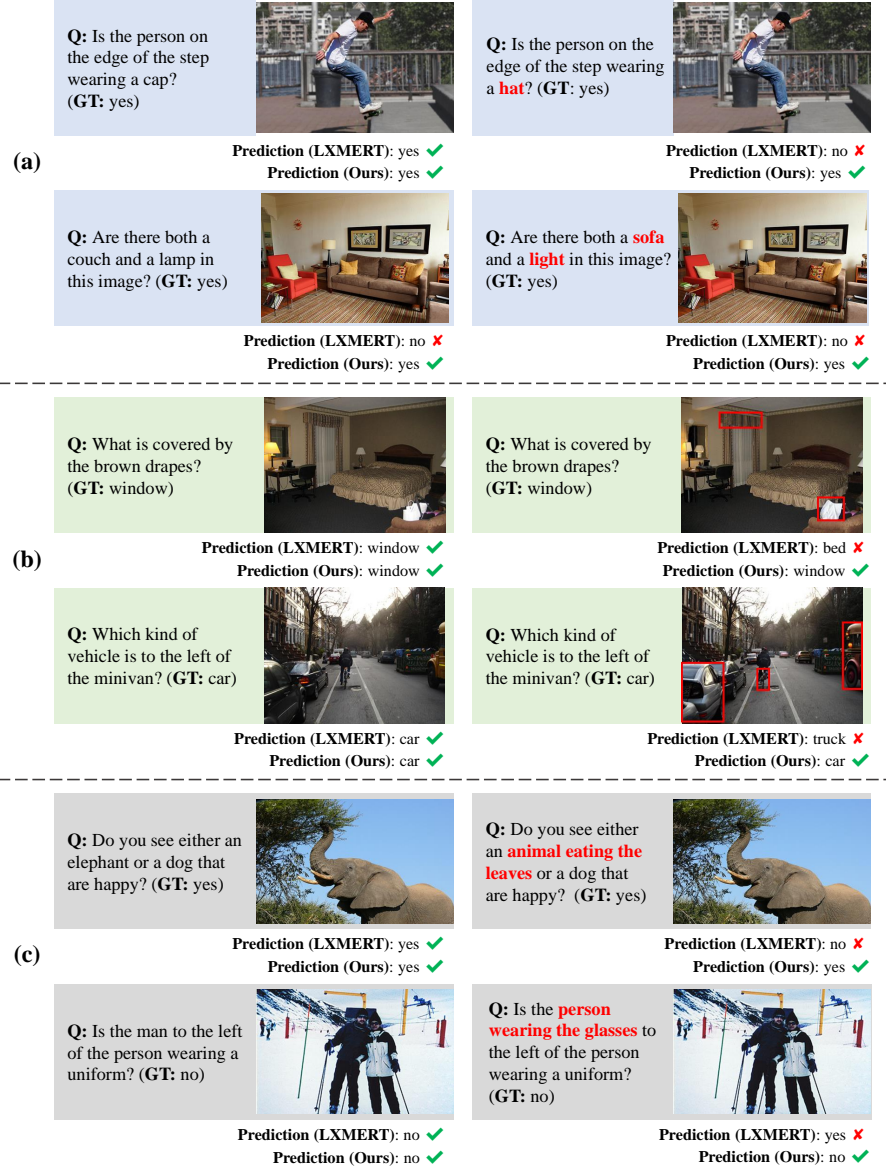 Q: Is the person on
the edge of the step
wearing a cap?
(GT: yes)
Q: Is the person on the
edge of the step wearing
a hat? (GT: yes)
Prediction (LXMERT): yes ✔
Prediction (Ours): yes ✔
Prediction (LXMERT): no ✘
Prediction (Ours): yes ✔
(a)
Q: Are there both a
couch and a lamp in
this image? (GT: yes)
Q: Are there both a sofa
and a light in this image?
(GT: yes)
Prediction (LXMERT): no ✘
Prediction (Ours): yes ✔
Prediction (LXMERT): no ✘
Prediction (Ours): yes ✔
Q: What is covered by
the brown drapes?
(GT: window)
Q: What is covered by
the brown drapes?
(GT: window)
Prediction (LXMERT): window ✔
Prediction (Ours): window ✔
Prediction (LXMERT): bed ✘
Prediction (Ours): window ✔
(b)
Q: Which kind of
vehicle is to the left of
the minivan? (GT: car)
Q: Which kind of
vehicle is to the left of
the minivan? (GT: car)
Prediction (LXMERT): car ✔
Prediction (Ours): car ✔
Prediction (LXMERT): truck ✘
Prediction (Ours): car ✔
Q: Do you see either an
elephant or a dog that
are happy? (GT: yes)
Q: Do you see either
an animal eating the
leaves or a dog that
are happy? (GT: yes)
Prediction (LXMERT): yes ✔
Prediction (Ours): yes ✔
Prediction (LXMERT): no ✘
Prediction (Ours): yes ✔
(c)
Q: Is the man to the left
of the person wearing a
uniform? (GT: no)
Q: Is the person
wearing the glasses to
the left of the person
wearing a uniform?
(GT: no)
Prediction (LXMERT): no ✔
Prediction (Ours): no ✔
Prediction (LXMERT): yes ✘
Prediction (Ours): no ✔